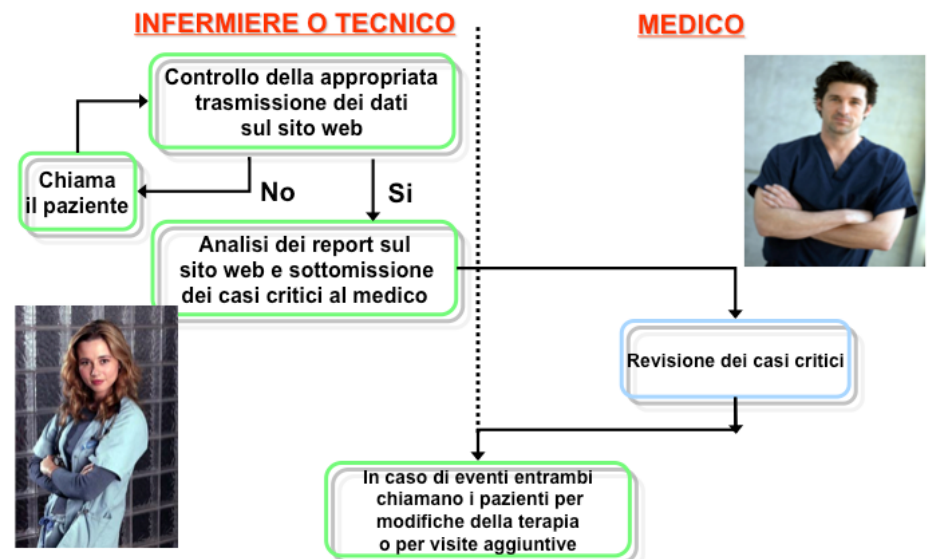 INFERMIERE O TECNICO
MEDICO
Controllo della appropriata
trasmissione dei dati
sul sito web
Chiama
il paziente
No
Si
Analisi dei report sul
sito web e sottomissione
dei casi critici al medico
Revisione dei casi critici
In caso di eventi entrambi
chiamano i pazienti per
modifiche della terapia
o per visite aggiuntive